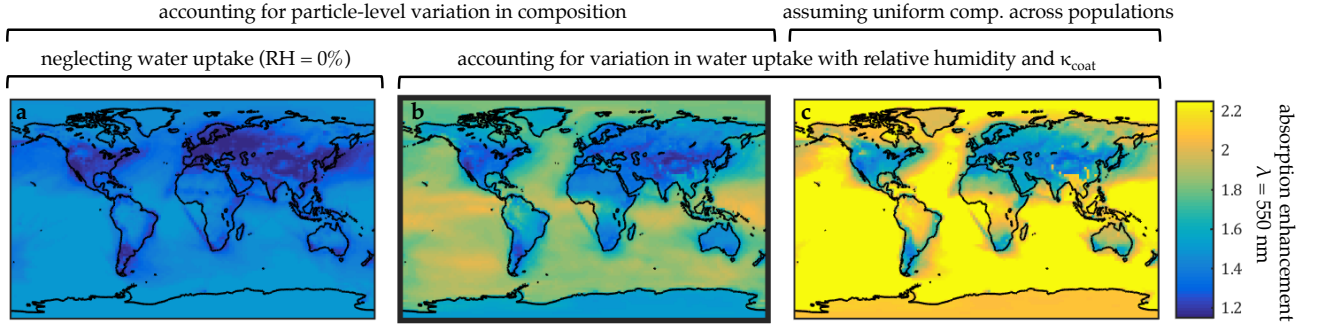 accounting for particle-level variation in composition
assuming uniform comp. across populations
neglecting water uptake (RH = 0%)
accounting for variation in water uptake with relative humidity and κcoat
a
b
c
2.2
2
1.8
1.6
1.4
1.2
absorption enhancement
λ = 550 nm